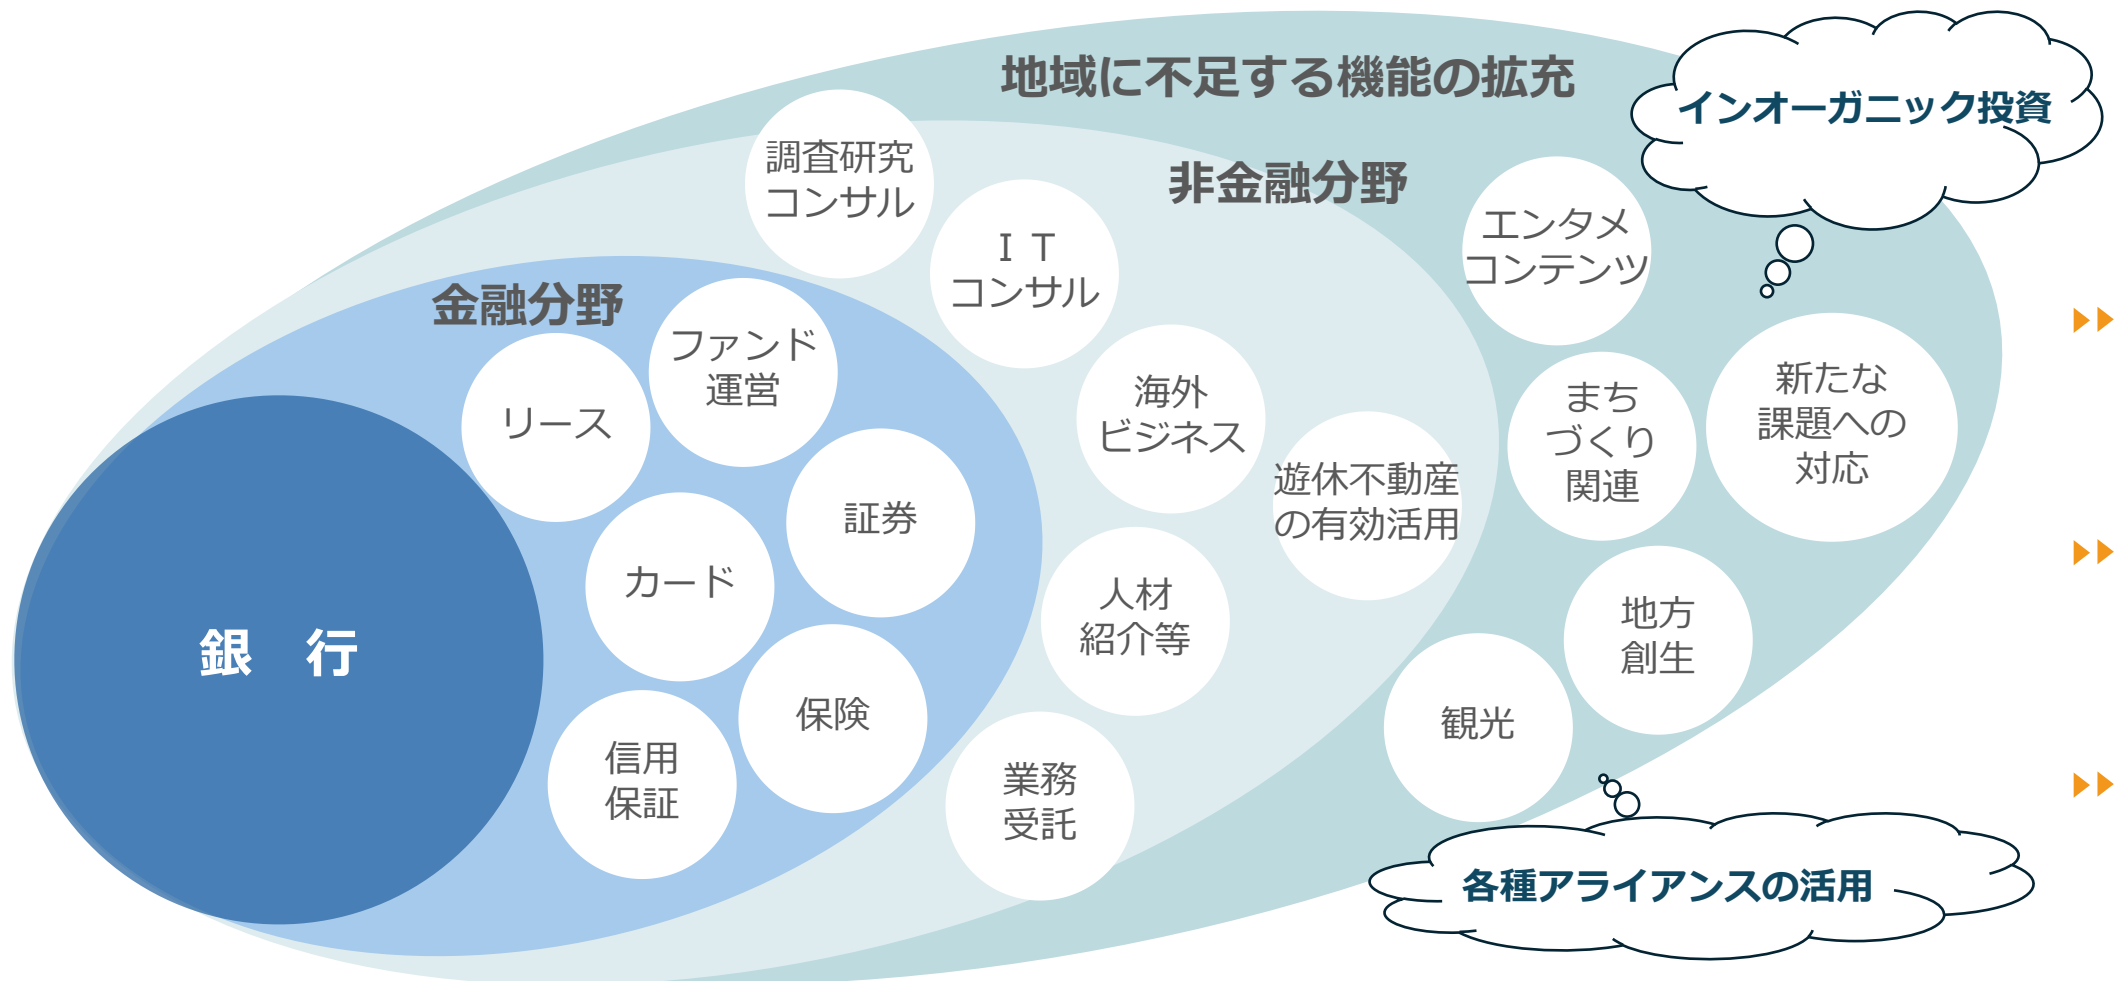 地域に不足する機能の拡充
インオーガニック投資
非金融分野
調査研究
コンサル
ＩＴ
コンサル
エンタメ
コンテンツ
金融分野
ファンド
運営
リース
海外
ビジネス
まち
づくり
関連
新たな
課題への
対応
遊休不動産
の有効活用
証券
カード
人材
紹介等
地方
創生
銀　行
保険
観光
信用
保証
業務
受託
各種アライアンスの活用